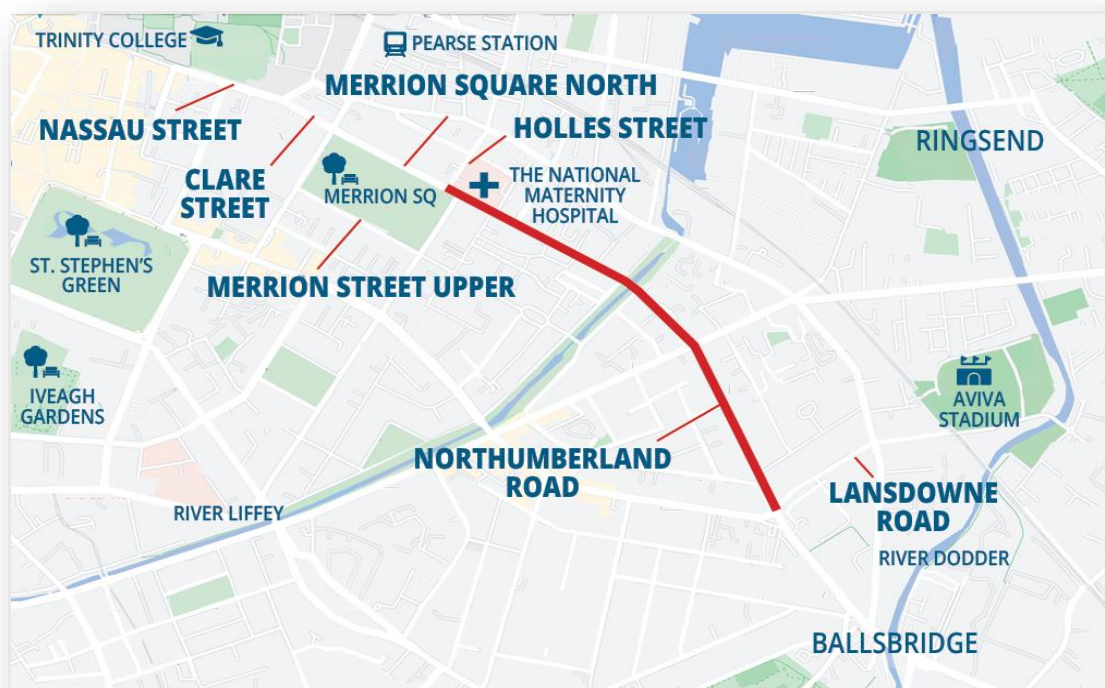 TRINITY COLLEGE
PEARSE STATION
MERRION SQUARE NORTH
NASSAU STREET
HOLLES STREET
RINGSEND
CLARE
STREET
MERRION SQ
THE NATIONAL
MATERNITY
HOSPITAL
ST. STEPHEN'S
GREEN
MERRION STREET UPPER
IVEAGH
GARDENS
AVIVA
STADIUM
NORTHUMBERLAND
ROAD
LANSDOWNE
ROAD
RIVER LIFFEY
RIVER DODDER
BALLSBRIDGE